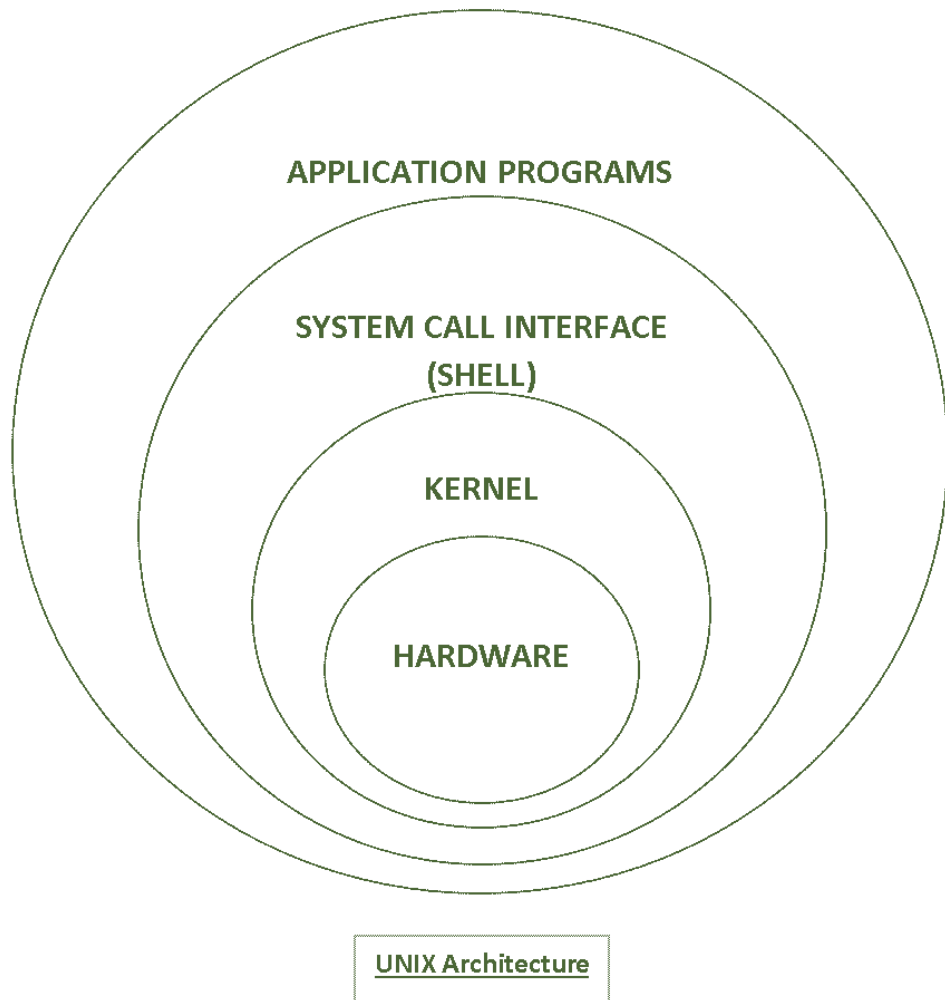 APPLICATION PROGRAMS
SYSTEM CALL INTERFACE
(SHELL)
KERNEL
HARDWARE
UNIX Architecture